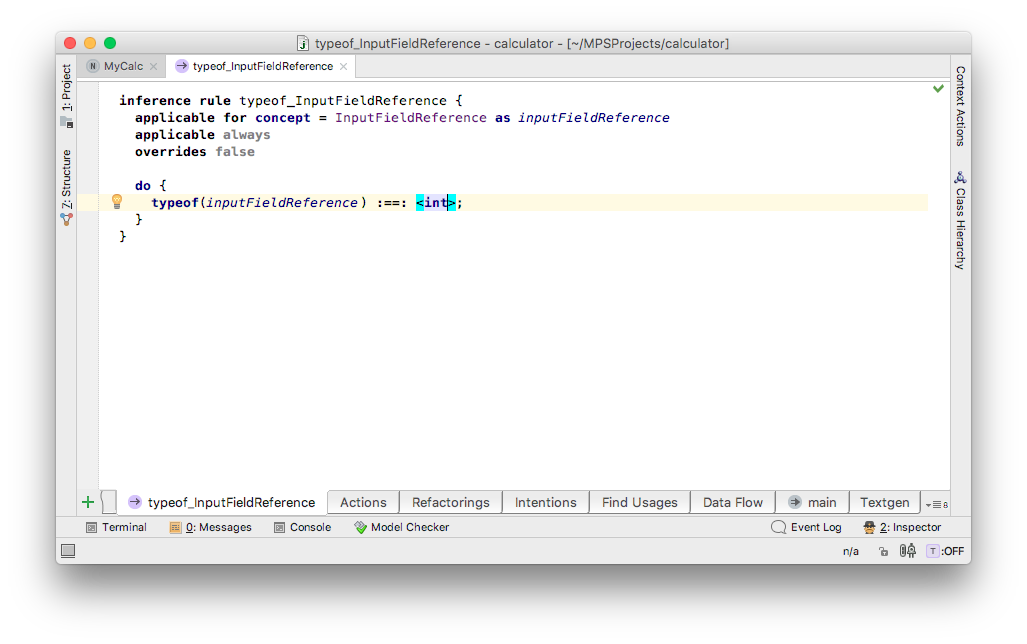 typeof_InputFieldReference - calculator - [~/MPSProjects/calculator]
N MyCalc
typeof_InputFieldReference
1: Project
Z: Structure
inference rule typeof_InputFieldReference {
applicable for concept = InputFieldReference as inputFieldReference
applicable always
overrides false
do {
typeof(inputFieldReference) :==: <int>;
}
}
Context Actions
Class Hierarchy
typeof_InputFieldReference
Actions
Refactorings
Intentions
Find Usages
Data Flow
main
Textgen
8
Terminal
0: Messages
Console
Model Checker
Event Log
2: Inspector
n/a
T :OFF